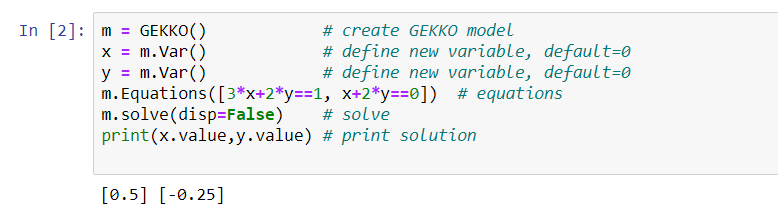 In [2]: m = GEKKO()            # create GEKKO model
x = m.Var()            # define new variable, default=0
y = m.Var()            # define new variable, default=0
m.Equations([3*x+2*y==1, x+2*y==0])  # equations
m.solve(disp=False)    # solve
print(x.value,y.value) # print solution
[0.5] [-0.25]